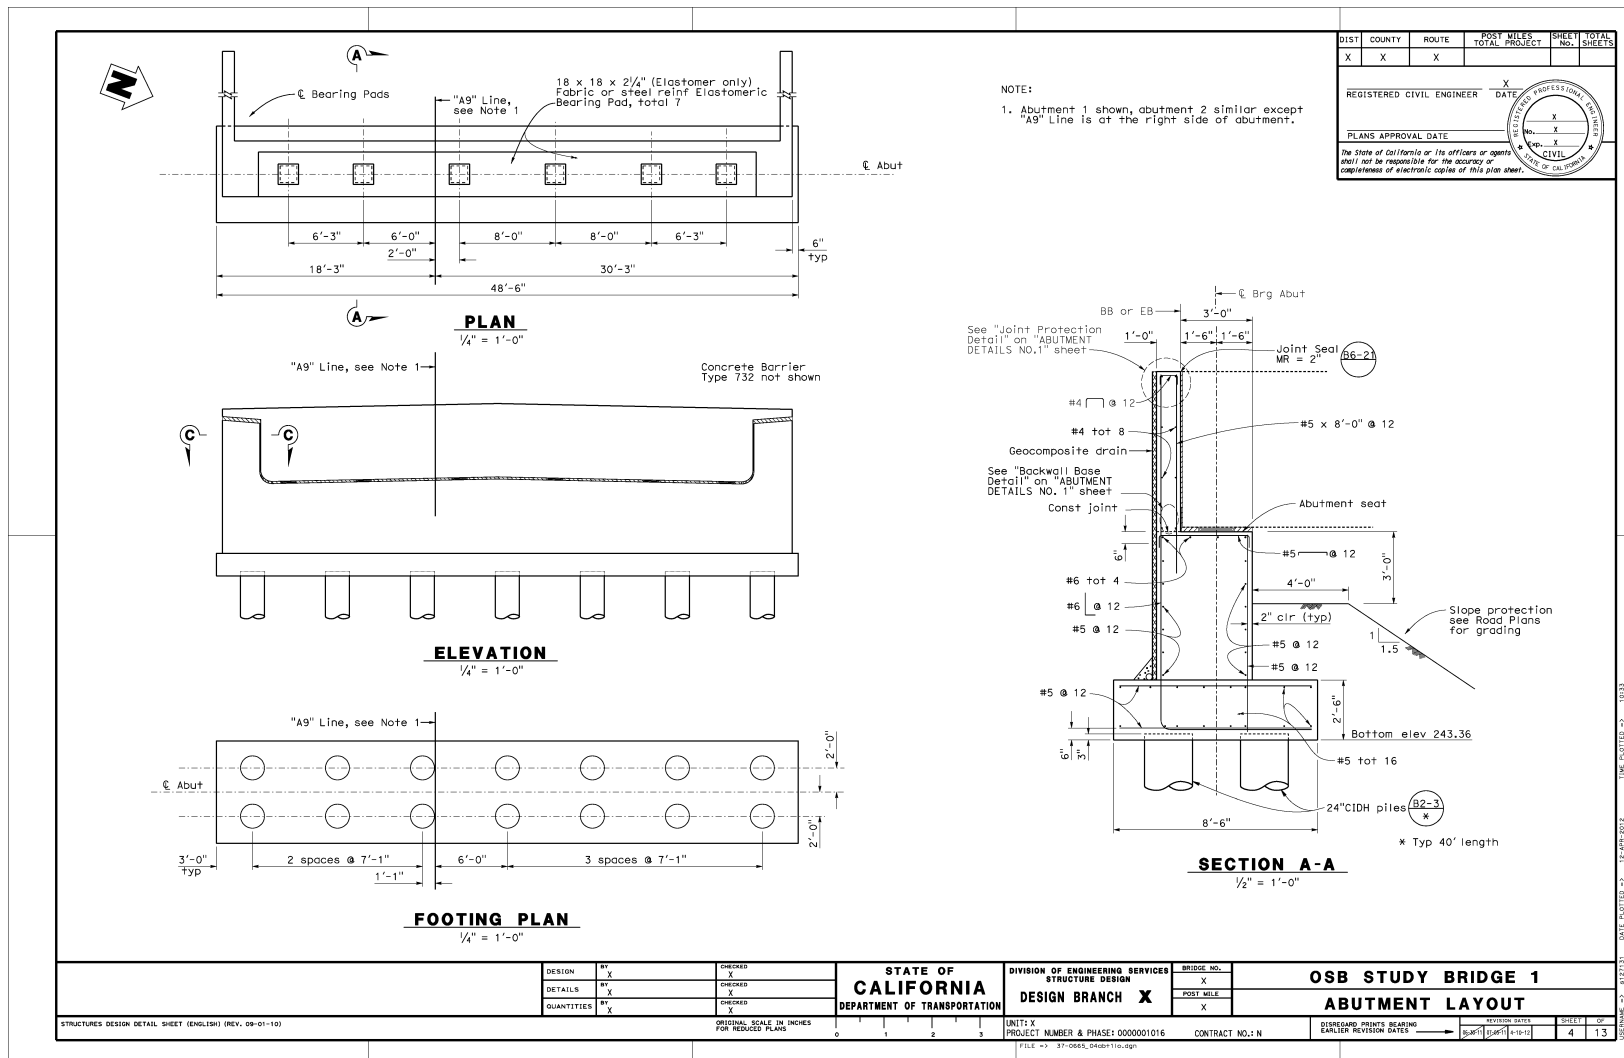 DIST COUNTY ROUTE POST MILES TOTAL PROJECT SHEET No. TOTAL SHEETS
X X X
X
REGISTERED CIVIL ENGINEER DATE
PLANS APPROVAL DATE
The State of California or its officers or agents
shall not be responsible for the accuracy or
completeness of electronic copies of this plan sheet.
REGISTERED PROFESSIONAL ENGINEER
X
No. X
Exp. X
CIVIL
STATE OF CALIFORNIA
NOTE:
1. Abutment 1 shown, abutment 2 similar except
"A9" Line is at the right side of abutment.
N
A
℄ Bearing Pads
"A9" Line,
see Note 1
18 x 18 x 2¼" (Elastomer only)
Fabric or steel reinf Elastomeric
Bearing Pad, total 7
℄ Abut
6'-3" 6'-0" 8'-0" 8'-0" 6'-3"
2'-0"
6"
typ
18'-3" 30'-3"
48'-6"
A
PLAN
¼" = 1'-0"
"A9" Line, see Note 1
Concrete Barrier
Type 732 not shown
C C
ELEVATION
¼" = 1'-0"
"A9" Line, see Note 1
℄ Abut
2'-0"
2'-0"
3'-0"
typ
2 spaces @ 7'-1" 6'-0" 3 spaces @ 7'-1"
1'-1"
FOOTING PLAN
¼" = 1'-0"
℄ Brg Abut
BB or EB
3'-0"
See "Joint Protection
Detail" on "ABUTMENT
DETAILS NO.1" sheet
1'-0" 1'-6" 1'-6"
Joint Seal
MR = 2"
B6-21
#4 @ 12
#4 tot 8
#5 x 8'-0" @ 12
Geocomposite drain
See "Backwall Base
Detail" on "ABUTMENT
DETAILS NO. 1" sheet
Const joint
Abutment seat
6"
#5 @ 12
3'-0"
#6 tot 4
4'-0"
#6 @ 12
#5 @ 12
2" clr (typ)
Slope protection
see Road Plans
for grading
1
1.5
#5 @ 12
#5 @ 12
#5 @ 12
2'-6"
Bottom elev 243.36
6"
3"
#5 tot 16
24"CIDH piles
B2-3
*
8'-6"
* Typ 40' length
SECTION A-A
½" = 1'-0"
DESIGN BY X CHECKED X
DETAILS BY X CHECKED X
QUANTITIES BY X CHECKED X
STATE OF
CALIFORNIA
DEPARTMENT OF TRANSPORTATION
DIVISION OF ENGINEERING SERVICES
STRUCTURE DESIGN
DESIGN BRANCH X
BRIDGE NO.
X
POST MILE
X
OSB STUDY BRIDGE 1
ABUTMENT LAYOUT
STRUCTURES DESIGN DETAIL SHEET (ENGLISH) (REV. 09-01-10)
ORIGINAL SCALE IN INCHES
FOR REDUCED PLANS
0 1 2 3
UNIT: X
PROJECT NUMBER & PHASE: 0000001016 CONTRACT NO.: N
DISREGARD PRINTS BEARING
EARLIER REVISION DATES
REVISION DATES
4-10-12
SHEET OF
4 13
FILE => 37-0665_04abt1lo.dgn
USERNAME => s127131 DATE PLOTTED => 12-APR-2012 TIME PLOTTED => 10:33